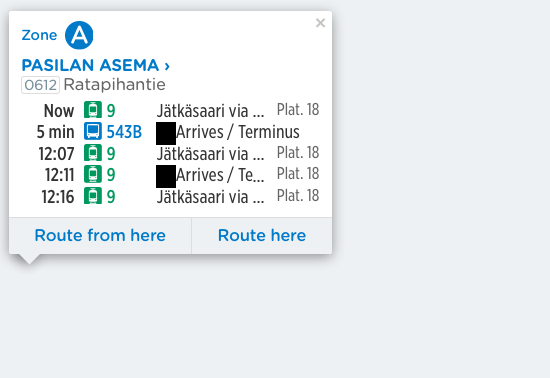 Zone A
×
PASILAN ASEMA ›
0612 Ratapihantie
Now 9 Jätkäsaari via ... Plat. 18
5 min 543B Arrives / Terminus
12:07 9 Jätkäsaari via ... Plat. 18
12:11 9 Arrives / Te... Plat. 18
12:16 9 Jätkäsaari via ... Plat. 18
Route from here Route here